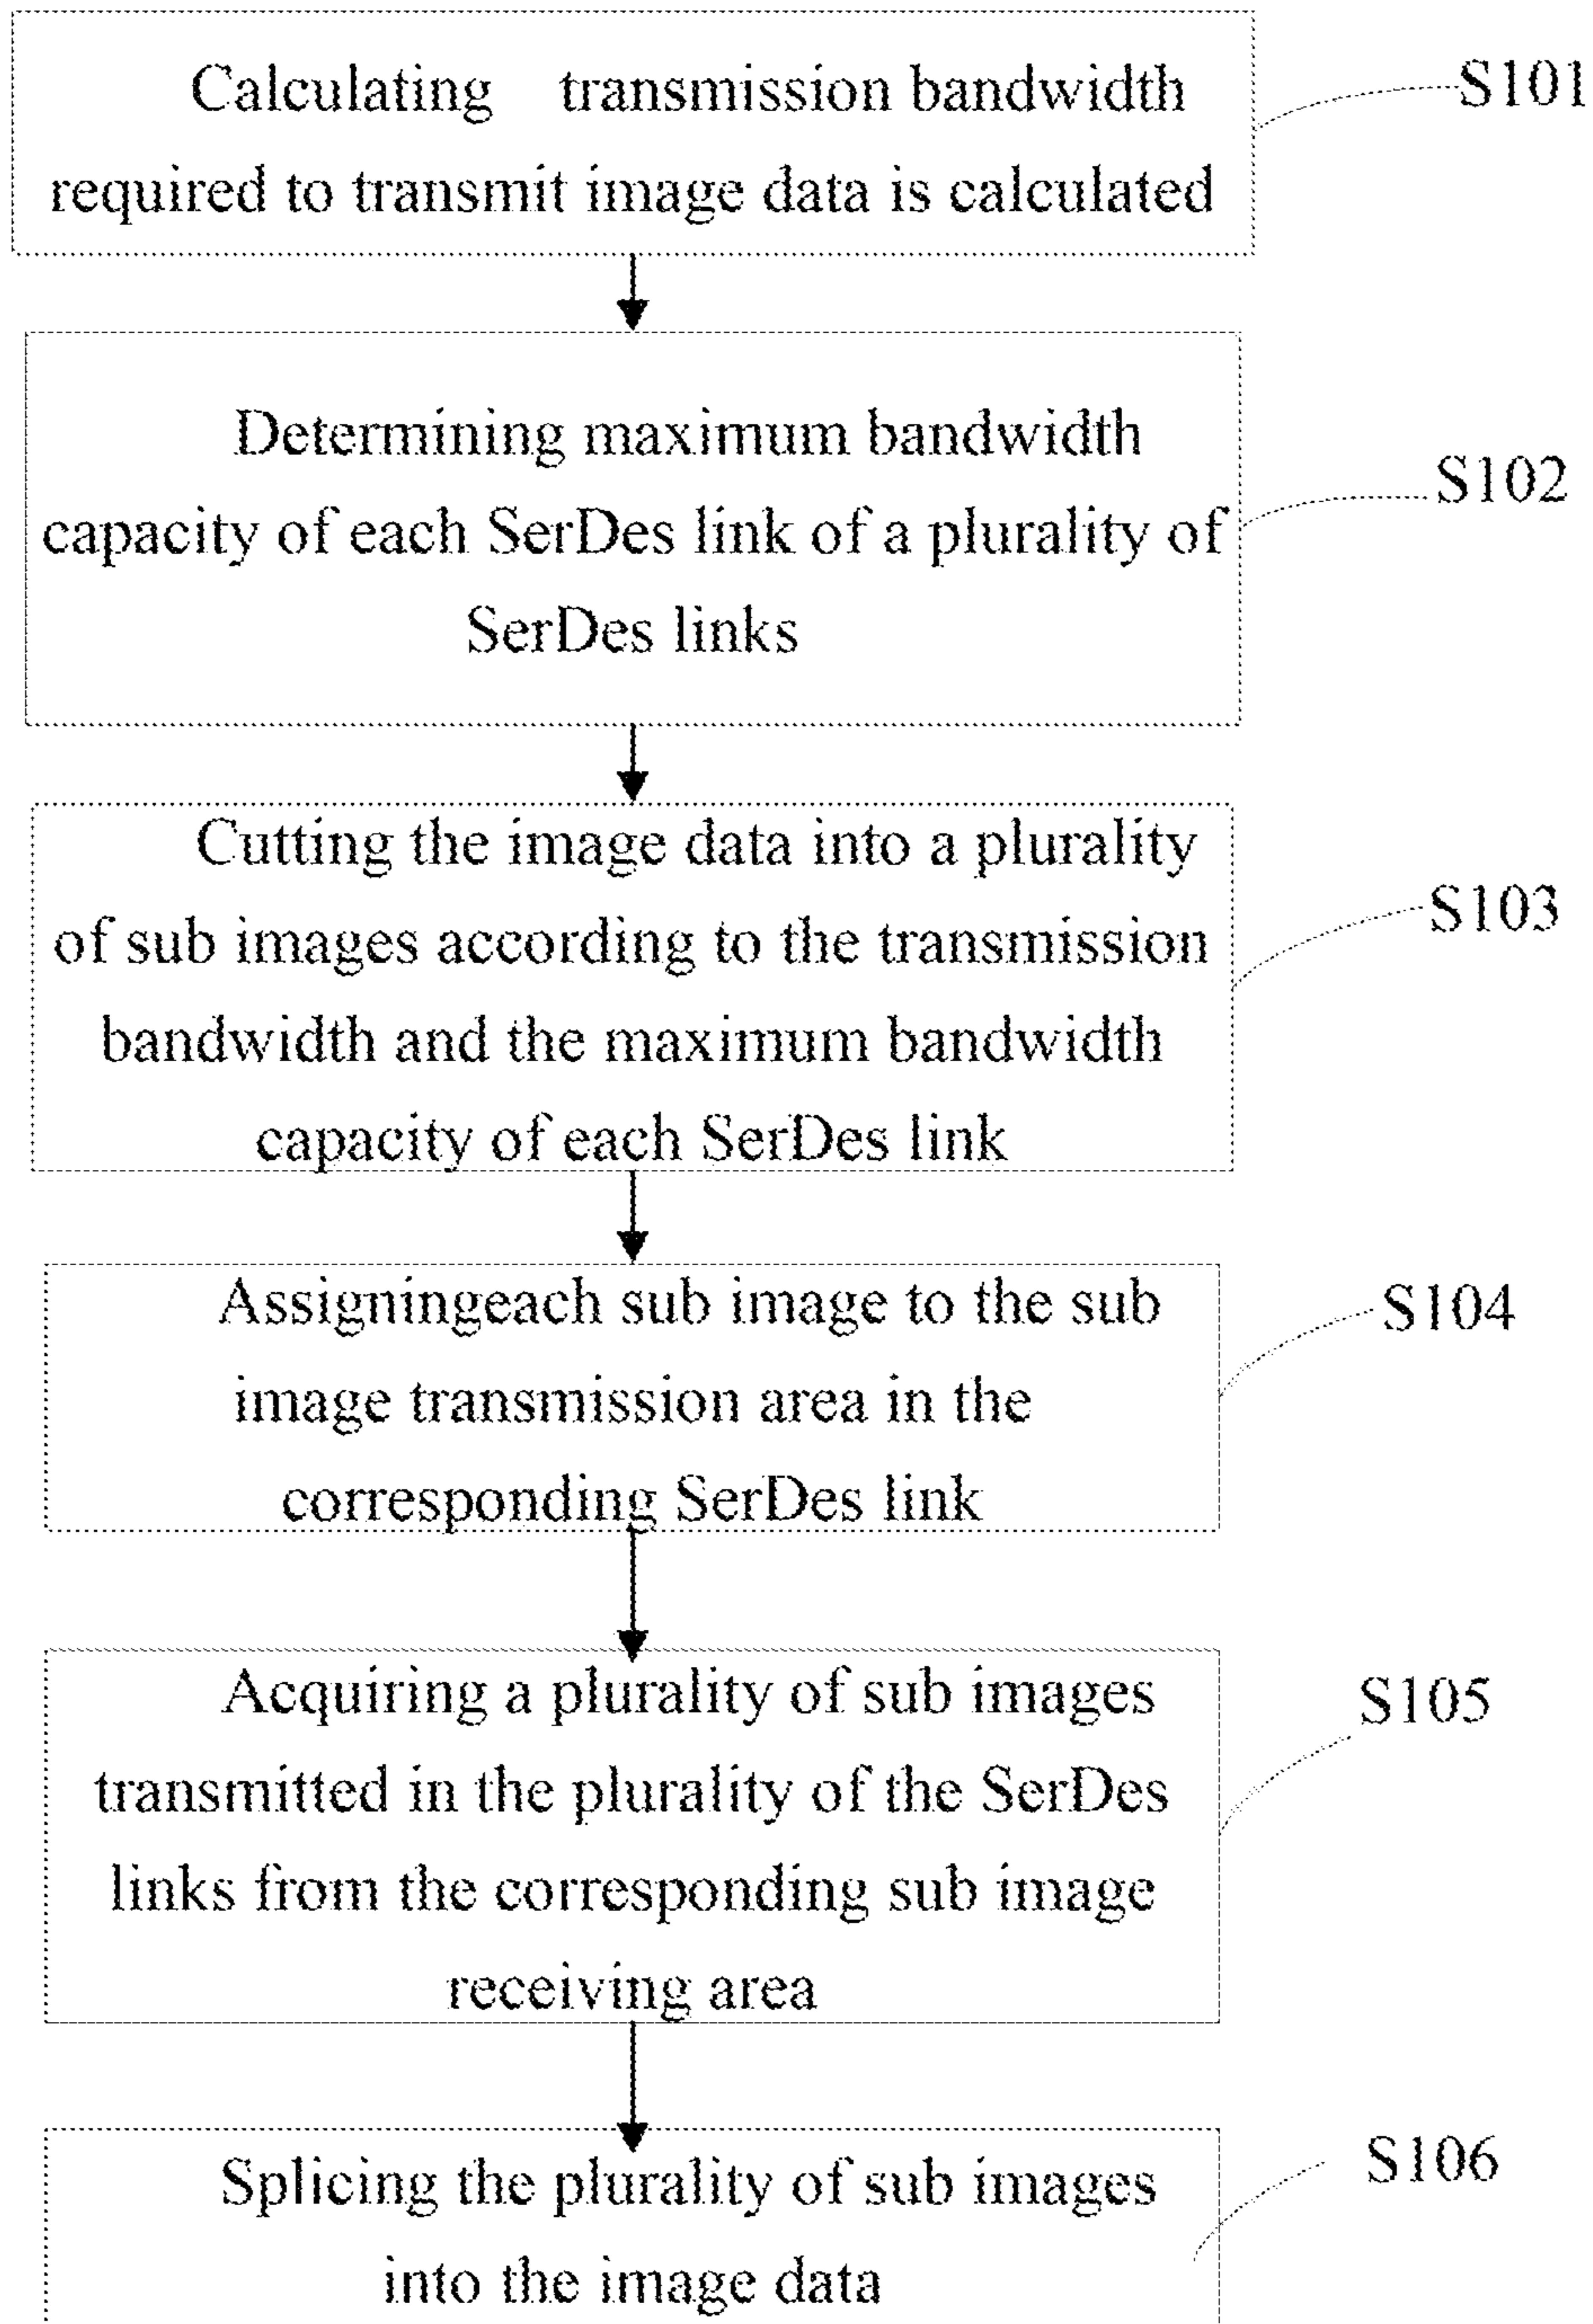 Calculating transmission bandwidth
required to transmit image data is calculated
S101
Determining maximum bandwidth
capacity of each SerDes link of a plurality of
SerDes links
S102
Cutting the image data into a plurality
of sub images according to the transmission
bandwidth and the maximum bandwidth
capacity of each SerDes link
S103
Assigningeach sub image to the sub
image transmission area in the
corresponding SerDes link
S104
Acquiring a plurality of sub images
transmitted in the plurality of the SerDes
links from the corresponding sub image
receiving area
S105
Splicing the plurality of sub images
into the image data
S106